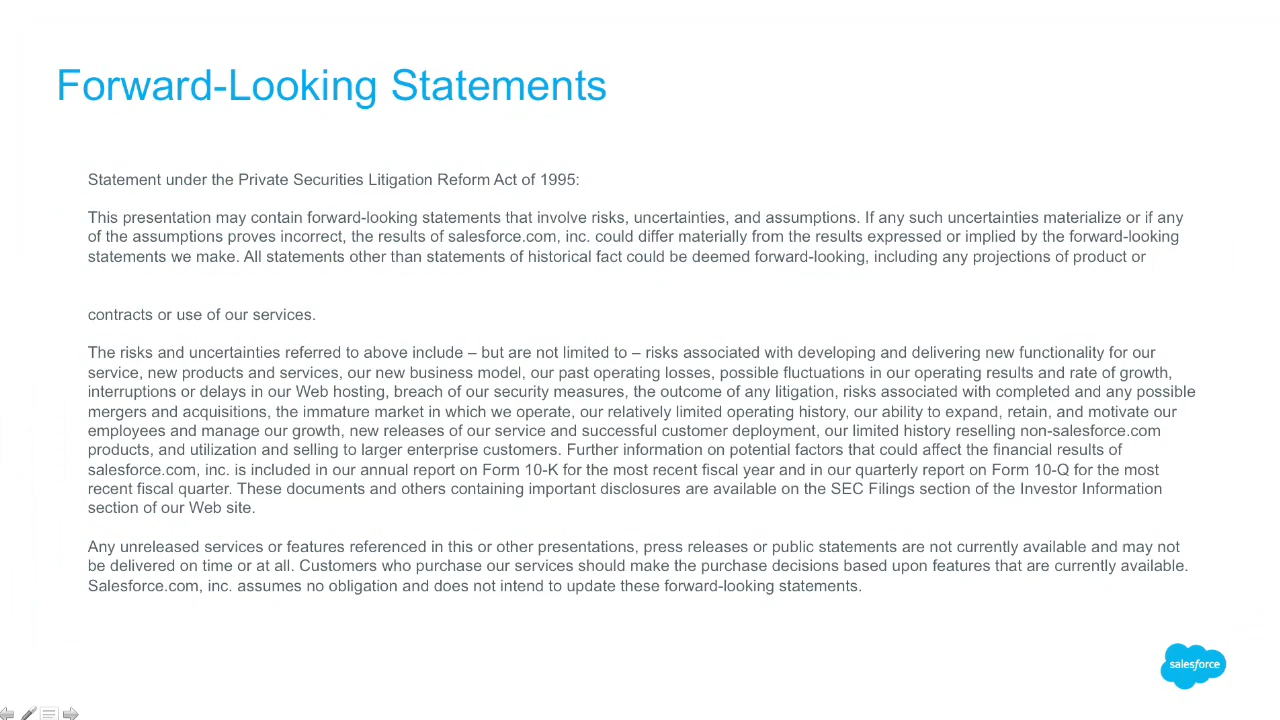 Forward-Looking Statements
Statement under the Private Securities Litigation Reform Act of 1995:
This presentation may contain forward-looking statements that involve risks, uncertainties, and assumptions. If any such uncertainties materialize or if any
of the assumptions proves incorrect, the results of salesforce.com, inc. could differ materially from the results expressed or implied by the forward-looking
statements we make. All statements other than statements of historical fact could be deemed forward-looking, including any projections of product or
contracts or use of our services.
The risks and uncertainties referred to above include – but are not limited to – risks associated with developing and delivering new functionality for our
service, new products and services, our new business model, our past operating losses, possible fluctuations in our operating results and rate of growth,
interruptions or delays in our Web hosting, breach of our security measures, the outcome of any litigation, risks associated with completed and any possible
mergers and acquisitions, the immature market in which we operate, our relatively limited operating history, our ability to expand, retain, and motivate our
employees and manage our growth, new releases of our service and successful customer deployment, our limited history reselling non-salesforce.com
products, and utilization and selling to larger enterprise customers. Further information on potential factors that could affect the financial results of
salesforce.com, inc. is included in our annual report on Form 10-K for the most recent fiscal year and in our quarterly report on Form 10-Q for the most
recent fiscal quarter. These documents and others containing important disclosures are available on the SEC Filings section of the Investor Information
section of our Web site.
Any unreleased services or features referenced in this or other presentations, press releases or public statements are not currently available and may not
be delivered on time or at all. Customers who purchase our services should make the purchase decisions based upon features that are currently available.
Salesforce.com, inc. assumes no obligation and does not intend to update these forward-looking statements.
salesforce